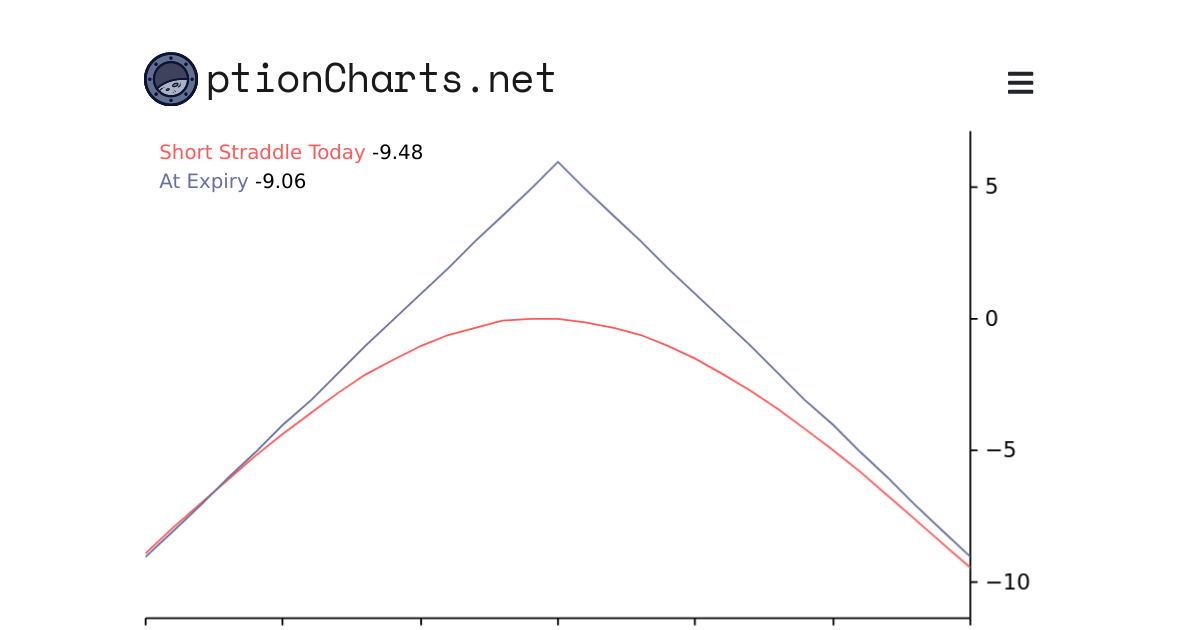 ptionCharts.net
Short Straddle Today -9.48
At Expiry -9.06
5
0
−5
−10